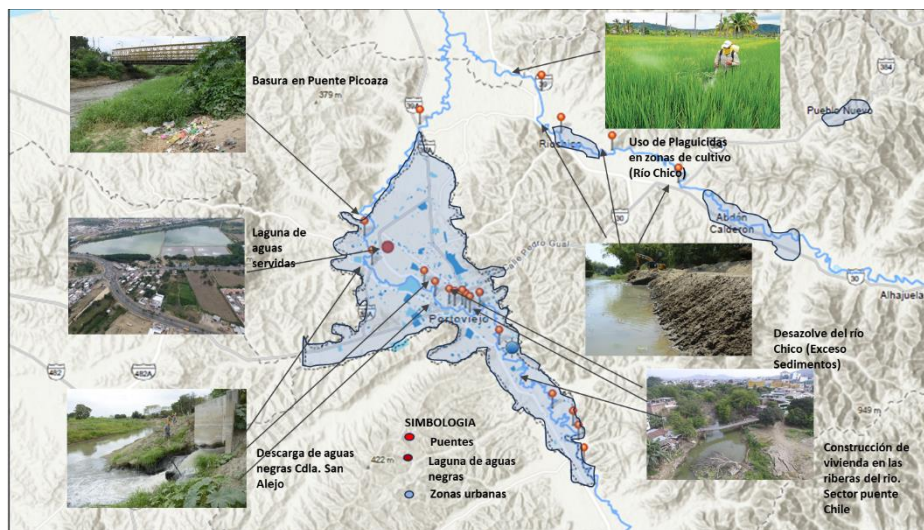 Basura en Puente Picoaza
379 m
39A
39
384
Pueblo Nuevo
Uso de Plaguicidas
en zonas de cultivo
(Río Chico)
Laguna de
aguas
servidas
30
Abdón
Calderón
30
Alhajuela
Portoviejo
Desazolve del río
Chico (Exceso
Sedimentos)
482
482A
949 m
Descarga de aguas
negras Cdla. San
Alejo
422 m
SIMBOLOGIA
Puentes
Laguna de aguas
negras
Zonas urbanas
Construcción de
vivienda en las
riberas del río.
Sector puente
Chile